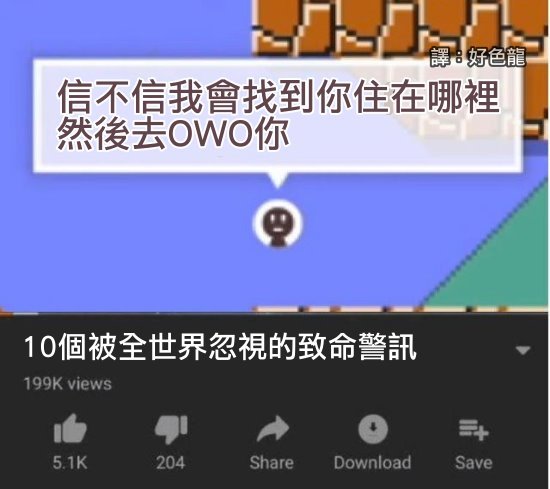 譯：好色龍
信不信我會找到你住在哪裡
然後去OWO你
10個被全世界忽視的致命警訊
199K views
5.1K
204
Share
Download
Save